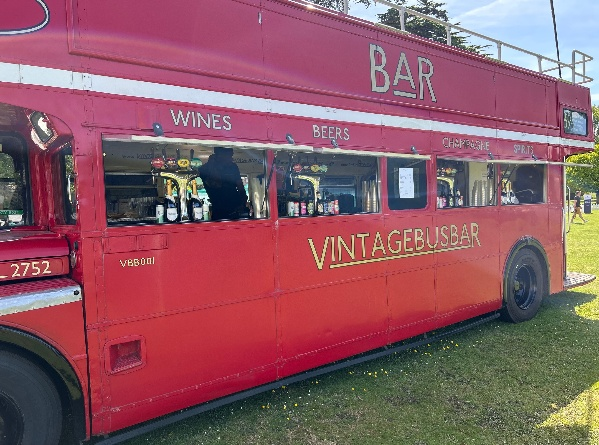 BAR
WINES
BEERS
CHAMPAGNE
SPIRITS
VINTAGEBUSBAR
VBB001
2752